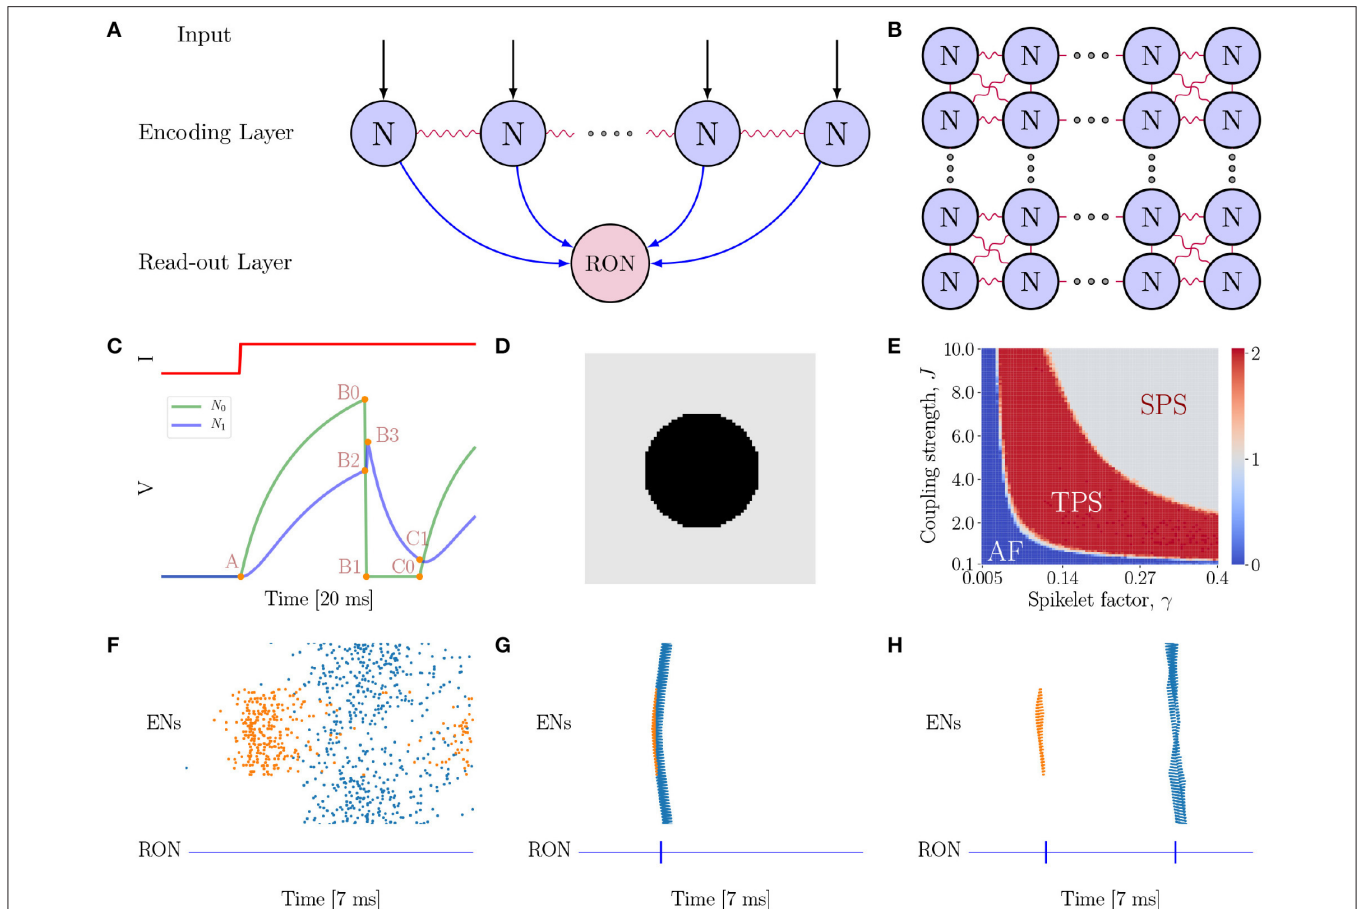 A
Input
N N N N
Encoding Layer
RON
Read-out Layer
B
N N N N
N N N N
N N N N
N N N N
C
I
V
N₀
N₁
B0
B3
B2
A
B1
C0
C1
Time [20 ms]
D
E
Coupling strength, J
10.0
8.0
6.0
4.0
2.0
0.1
SPS
TPS
AF
0.005 0.14 0.27 0.4
Spikelet factor, γ
2
1
0
F
ENs
RON
Time [7 ms]
G
ENs
RON
Time [7 ms]
H
ENs
RON
Time [7 ms]